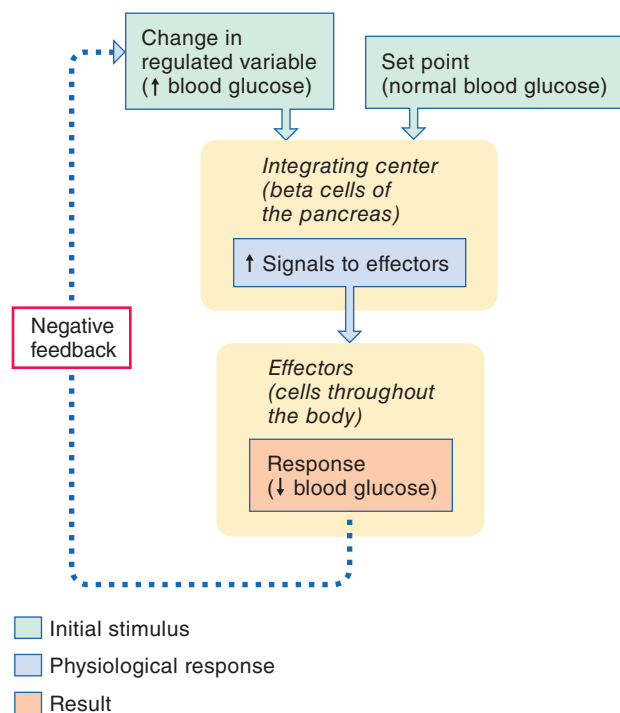 Change in
regulated variable
(↑ blood glucose)
Set point
(normal blood glucose)
Integrating center
(beta cells of
the pancreas)
↑ Signals to effectors
Negative
feedback
Effectors
(cells throughout
the body)
Response
(↓ blood glucose)
Initial stimulus
Physiological response
Result